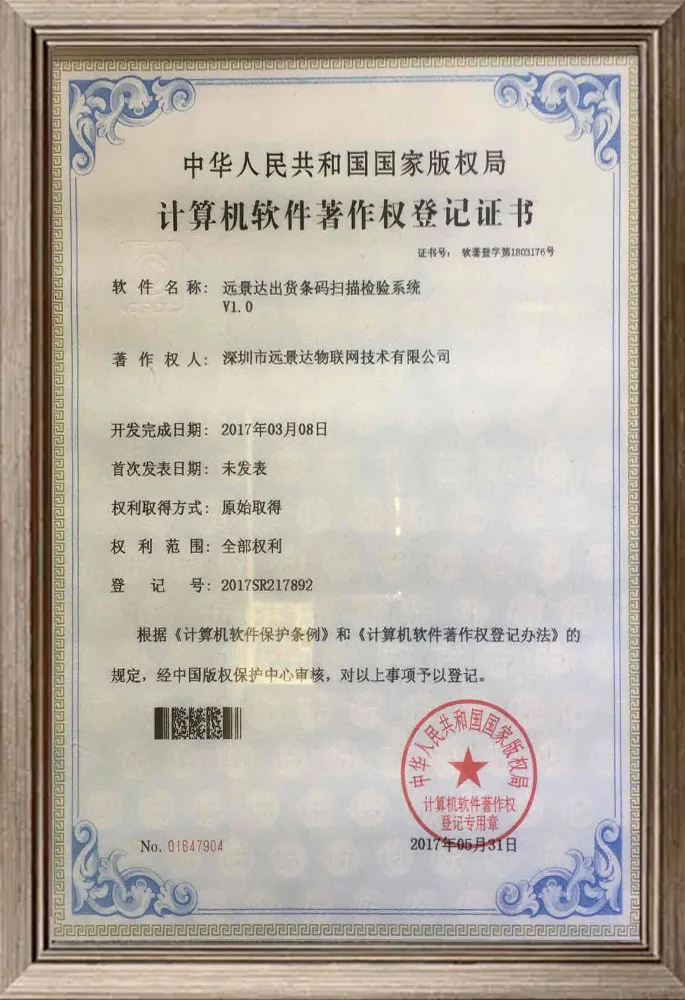 中华人民共和国国家版权局
计算机软件著作权登记证书
证书号： 软著登字第1803176号
软件名称： 远景达出货条码扫描检验系统
V1.0
著作权人： 深圳市远景达物联网技术有限公司
开发完成日期： 2017年03月08日
首次发表日期： 未发表
权利取得方式： 原始取得
权利范围： 全部权利
登记号： 2017SR217892
根据《计算机软件保护条例》和《计算机软件著作权登记办法》的
规定，经中国版权保护中心审核，对以上事项予以登记。
中华人民共和国国家版权局
计算机软件著作权
登记专用章
No. 01647904
2017年05月31日